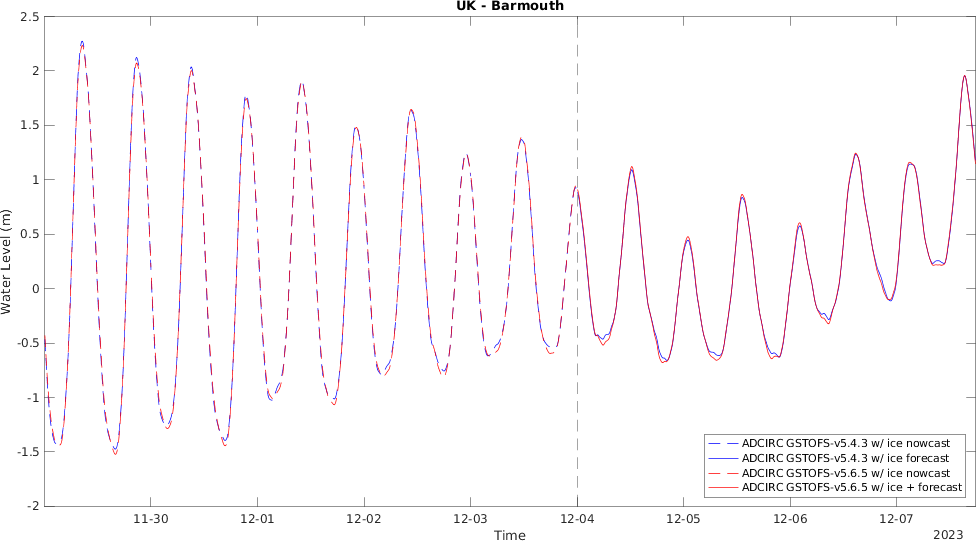 UK - Barmouth
2.5
2
1.5
1
0.5
0
-0.5
-1
-1.5
-2
Water Level (m)
11-30
12-01
12-02
12-03
12-04
12-05
12-06
12-07
Time
2023
ADCIRC GSTOFS-v5.4.3 w/ ice nowcast
ADCIRC GSTOFS-v5.4.3 w/ ice forecast
ADCIRC GSTOFS-v5.6.5 w/ ice nowcast
ADCIRC GSTOFS-v5.6.5 w/ ice + forecast